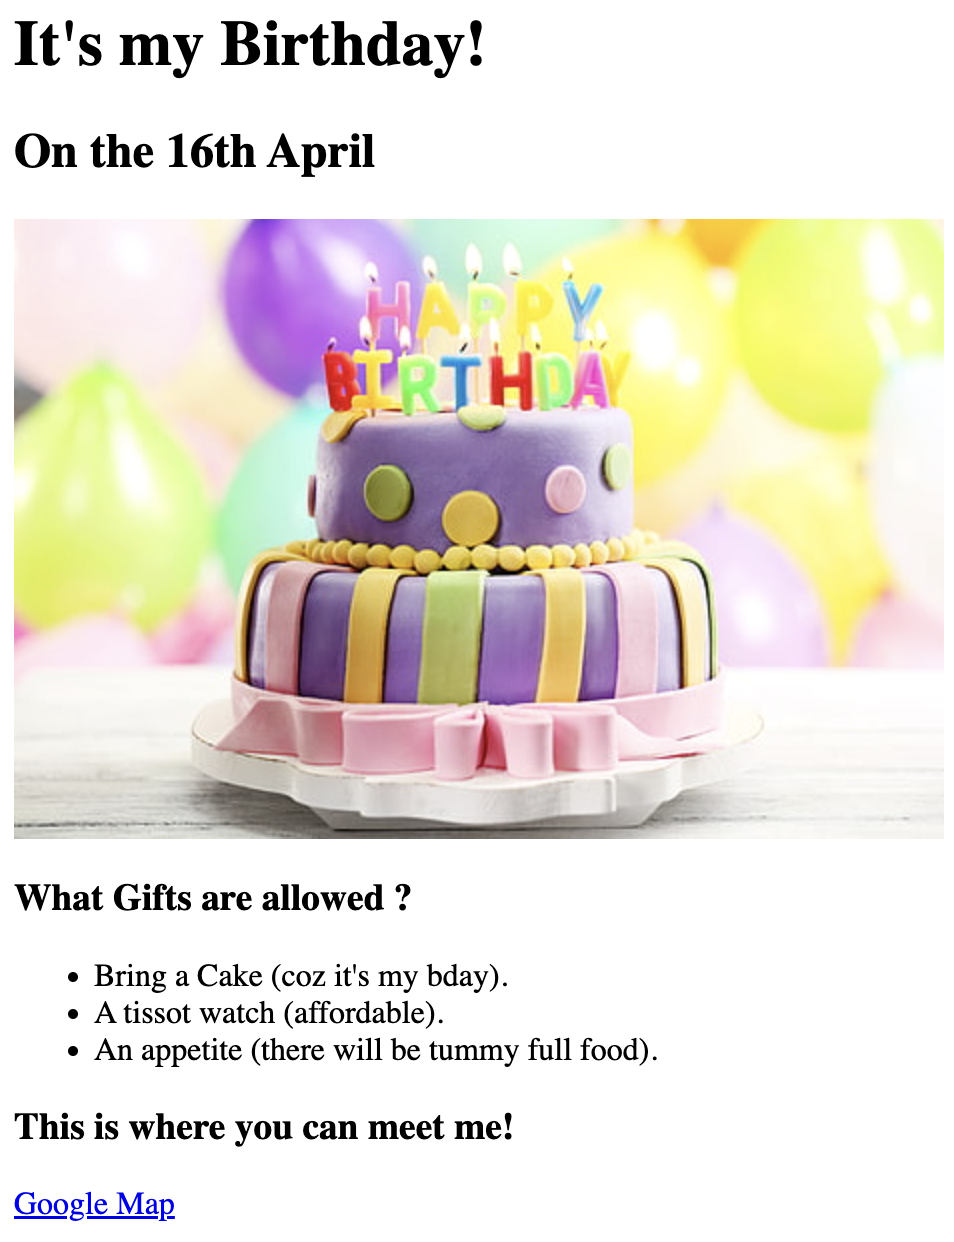 It's my Birthday!
On the 16th April
HAPPY
BIRTHDAY
What Gifts are allowed ?
Bring a Cake (coz it's my bday).
A tissot watch (affordable).
An appetite (there will be tummy full food).
This is where you can meet me!
Google Map